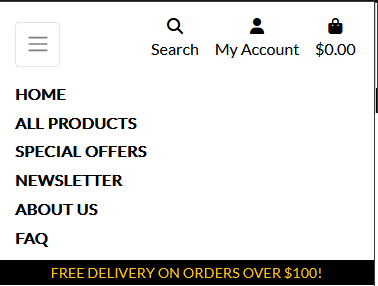 Search My Account $0.00
HOME
ALL PRODUCTS
SPECIAL OFFERS
NEWSLETTER
ABOUT US
FAQ
FREE DELIVERY ON ORDERS OVER $100!